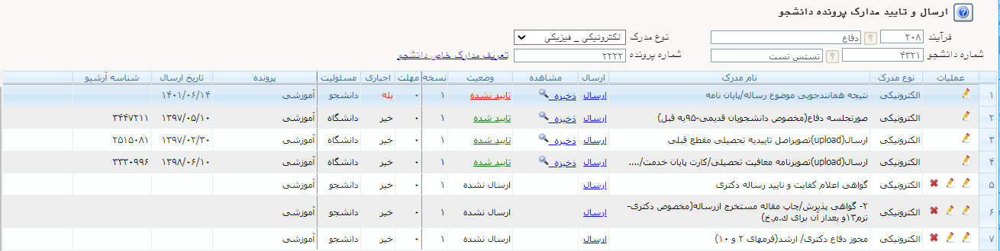 ارسال و تایید مدارک پرونده دانشجو
فرآیند ۲۰۸ ? دفاع نوع مدرک الکترونیکی _ فیزیکی
شماره دانشجو ۴۳۲۱ ? تستس تست شماره پرونده ۲۲۲۲ تعریف مدارک خاص دانشجو
عملیات نوع مدرک نام مدرک ارسال مشاهده وضعیت نسخه مهلت اجباری مسئولیت پرونده تاریخ ارسال شناسه آرشیو
۱ الکترونیکی نتیجه همانندجویی موضوع رساله/پایان نامه ارسال ذخیره تایید نشده ۱ ۰ بله دانشجو آموزشی ۱۴۰۱/۰۶/۱۴
۲ الکترونیکی صورتجلسه دفاع(مخصوص دانشجویان قدیمی-۹۵به قبل) ارسال ذخیره تایید شده ۱ ۰ خیر دانشگاه آموزشی ۱۳۹۷/۰۵/۱۰ ۳۴۴۷۲۱۱
۳ الکترونیکی ارسال(upload)تصویراصل تاییدیه تحصیلی مقطع قبلی ارسال ذخیره تایید شده ۱ ۰ خیر دانشگاه آموزشی ۱۳۹۷/۰۲/۳۰ ۲۵۱۵۰۸۱
۴ الکترونیکی ارسال(upload)تصویرنامه معافیت تحصیلی/کارت پایان خدمت/.... ارسال ذخیره تایید شده ۱ ۰ خیر دانشگاه آموزشی ۱۳۹۸/۰۶/۱۰ ۳۳۳۰۹۹۶
۵ الکترونیکی گواهی اعلام کفایت و تایید رساله دکتری ارسال ارسال نشده ۱ ۰ خیر دانشجو آموزشی
۶ الکترونیکی ۲- گواهی پذیرش/چاپ مقاله مستخرج ازرساله(مخصوص دکتری- ارسال ارسال نشده ۱ ۰ خیر دانشجو آموزشی
ترم۱۳و بعداز آن برای ک.م.خ)
۷ الکترونیکی مجوز دفاع دکتری/ ارشد(فرمهای ۲ و ۱۰) ارسال ارسال نشده ۱ ۰ خیر دانشجو آموزشی